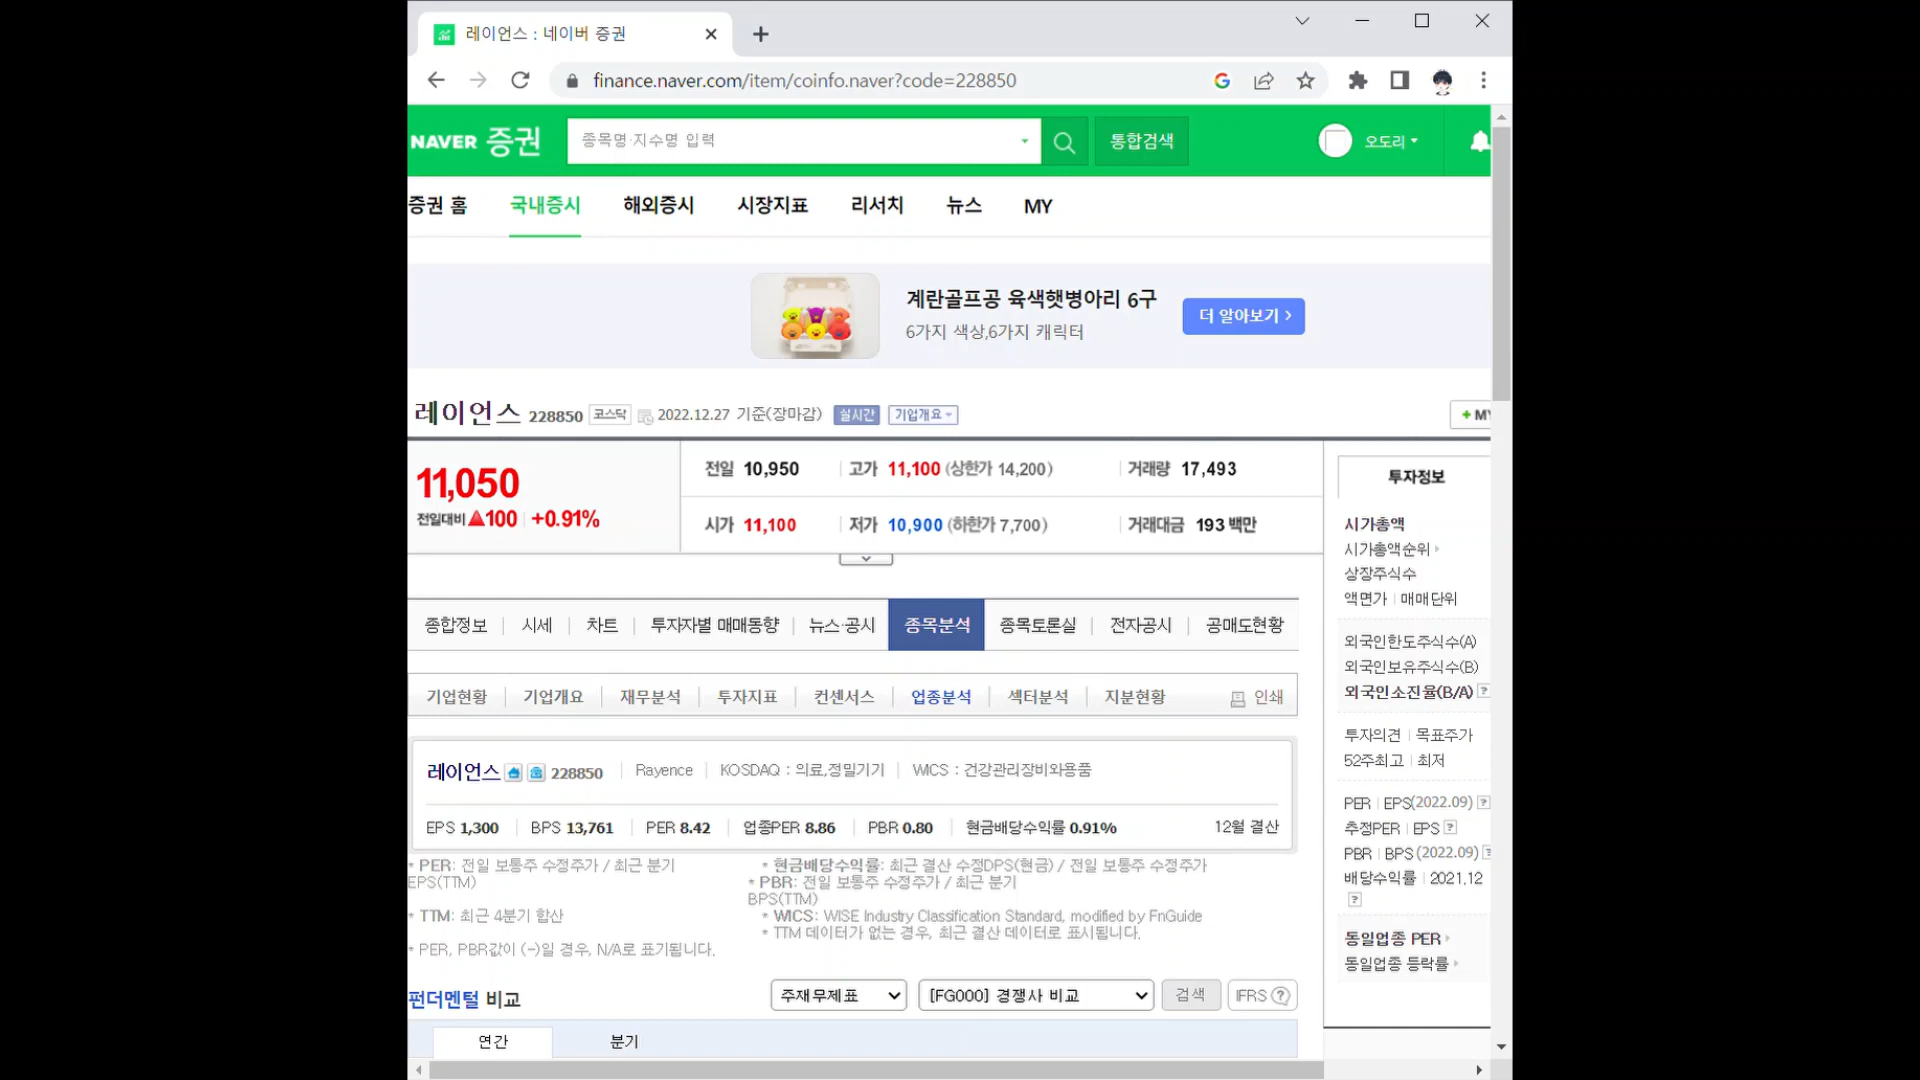 레이언스 : 네이버 증권
finance.naver.com/item/coinfo.naver?code=228850
NAVER 증권 종목명·지수명 입력 통합검색 오도리
증권 홈 국내증시 해외증시 시장지표 리서치 뉴스 MY
계란골프공 육색햇병아리 6구
6가지 색상,6가지 캐릭터
더 알아보기 >
레이언스 228850 코스닥 2022.12.27 기준(장마감) 실시간 기업개요 + MY
11,050
전일대비 ▲100 +0.91%
전일 10,950 고가 11,100 (상한가 14,200) 거래량 17,493
시가 11,100 저가 10,900 (하한가 7,700) 거래대금 193 백만
투자정보
시가총액
시가총액순위
상장주식수
액면가 매매단위
외국인한도주식수(A)
외국인보유주식수(B)
외국인소진율(B/A) ?
투자의견 목표주가
52주최고 최저
PER EPS(2022.09) ?
추정PER EPS ?
PBR BPS (2022.09) ?
배당수익률 2021.12
?
동일업종 PER
동일업종 등락률
종합정보 시세 차트 투자자별 매매동향 뉴스·공시 종목분석 종목토론실 전자공시 공매도현황
기업현황 기업개요 재무분석 투자지표 컨센서스 업종분석 섹터분석 지분현황 인쇄
레이언스 228850 Rayence KOSDAQ : 의료,정밀기기 WICS : 건강관리장비와용품
EPS 1,300 BPS 13,761 PER 8.42 업종PER 8.86 PBR 0.80 현금배당수익률 0.91% 12월 결산
* PER: 전일 보통주 수정주가 / 최근 분기
EPS(TTM)
* 현금배당수익률: 최근 결산 수정DPS(현금) / 전일 보통주 수정주가
* PBR: 전일 보통주 수정주가 / 최근 분기
BPS(TTM)
* TTM: 최근 4분기 합산
* WICS: WISE Industry Classification Standard, modified by FnGuide
* TTM 데이터가 없는 경우, 최근 결산 데이터로 표시됩니다.
* PER, PBR값이 (-)일 경우, N/A로 표기됩니다.
펀더멘털 비교 주재무제표 [FG000] 경쟁사 비교 검색 IFRS ?
연간 분기